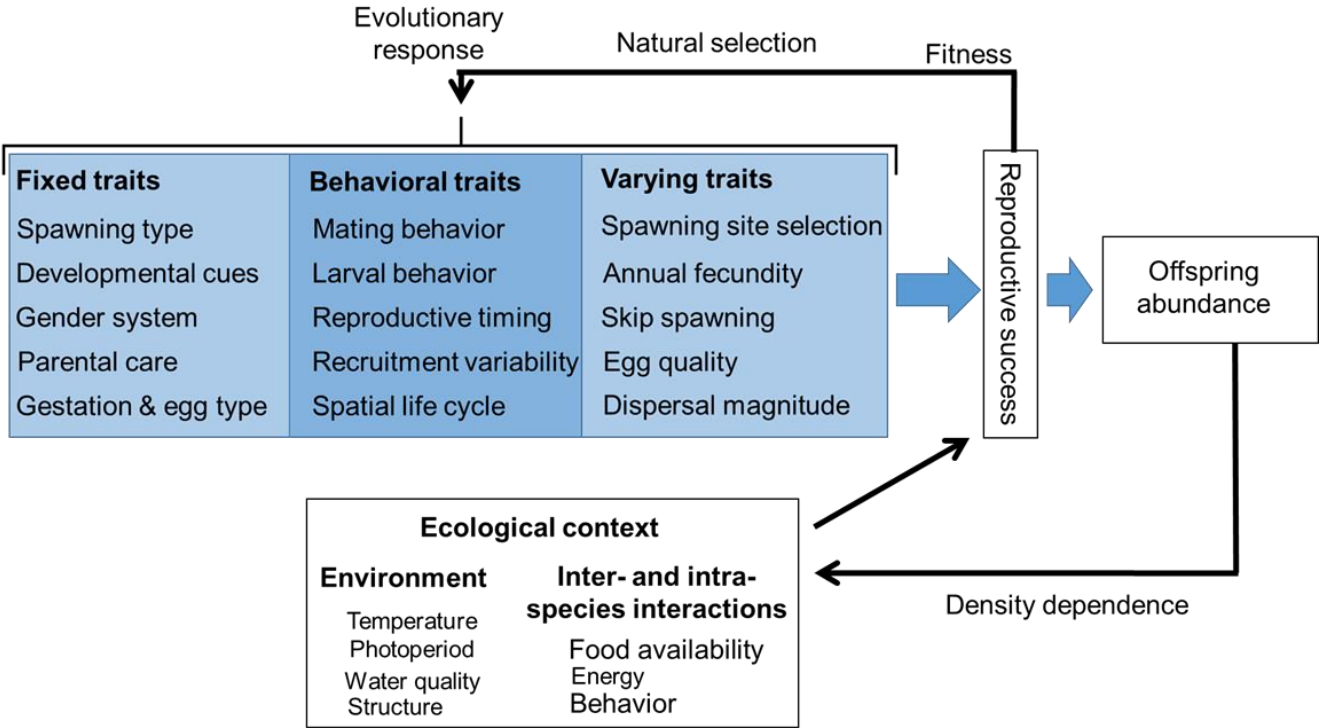 Evolutionary
response
Natural selection
Fitness
Fixed traits
Spawning type
Developmental cues
Gender system
Parental care
Gestation & egg type
Behavioral traits
Mating behavior
Larval behavior
Reproductive timing
Recruitment variability
Spatial life cycle
Varying traits
Spawning site selection
Annual fecundity
Skip spawning
Egg quality
Dispersal magnitude
Reproductive success
Offspring
abundance
Ecological context
Environment
Temperature
Photoperiod
Water quality
Structure
Inter- and intra-
species interactions
Food availability
Energy
Behavior
Density dependence